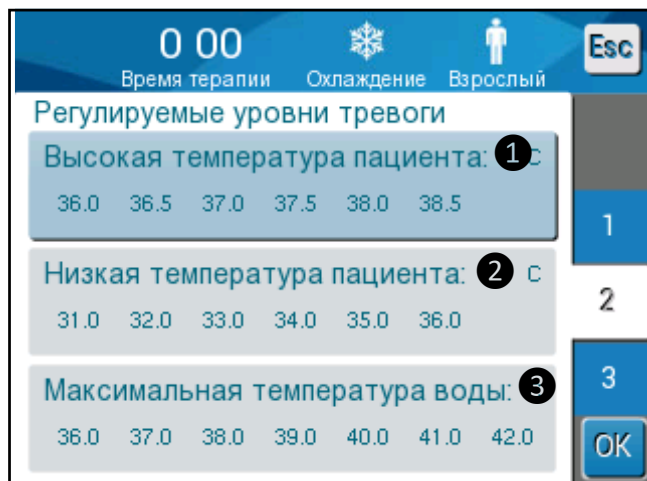 0 00
Время терапии
Охлаждение
Взрослый
Esc
Регулируемые уровни тревоги
Высокая температура пациента: 1 C
36.0 36.5 37.0 37.5 38.0 38.5
Низкая температура пациента: 2 C
31.0 32.0 33.0 34.0 35.0 36.0
Максимальная температура воды: 3
36.0 37.0 38.0 39.0 40.0 41.0 42.0
1
2
3
OK